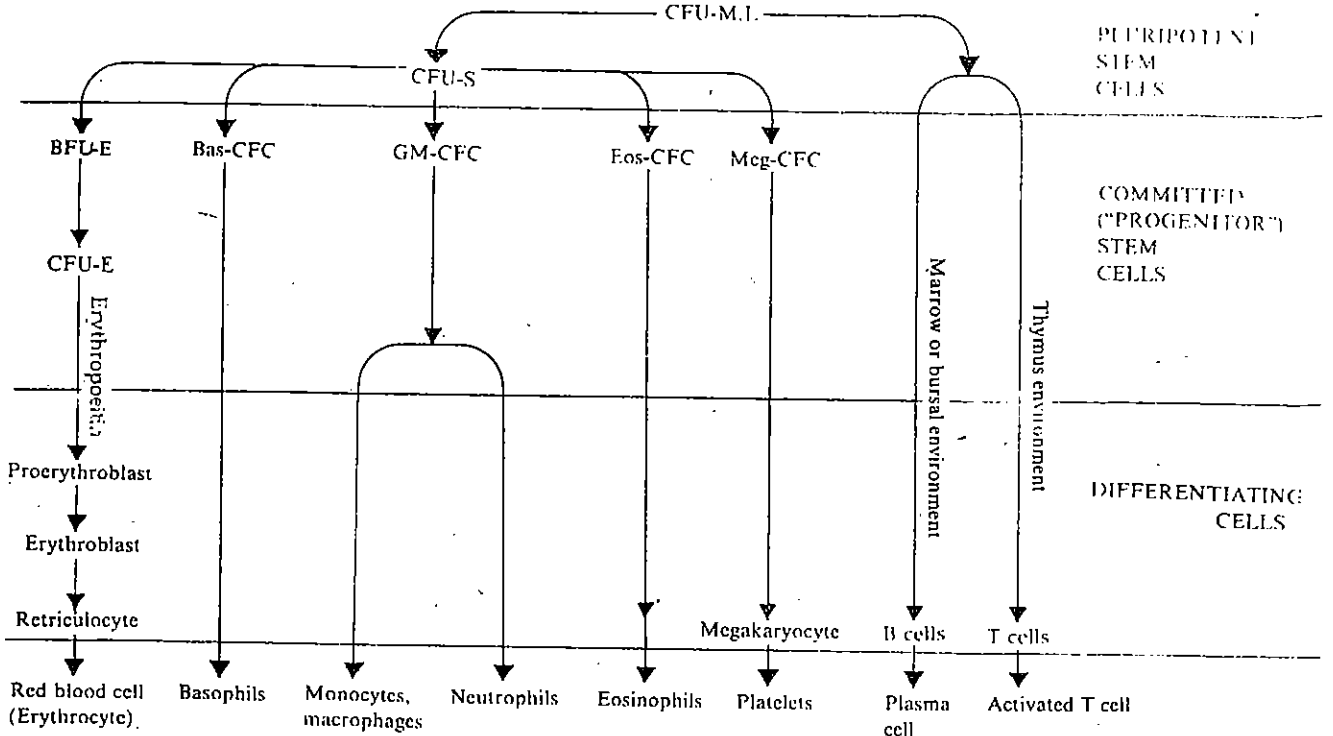 CFU-M.L.
PLURIPOTENT
STEM
CELLS
CFU-S
BFU-E
Bas-CFC
GM-CFC
Eos-CFC
Meg-CFC
COMMITTED
("PROGENITOR")
STEM
CELLS
CFU-E
Erythropoeitin
Marrow or bursal environment
Thymus environment
Proerythroblast
DIFFERENTIATING
CELLS
Erythroblast
Retriculocyte
Megakaryocyte
B cells
T cells
Red blood cell
(Erythrocyte)
Basophils
Monocytes,
macrophages
Neutrophils
Eosinophils
Platelets
Plasma
cell
Activated T cell